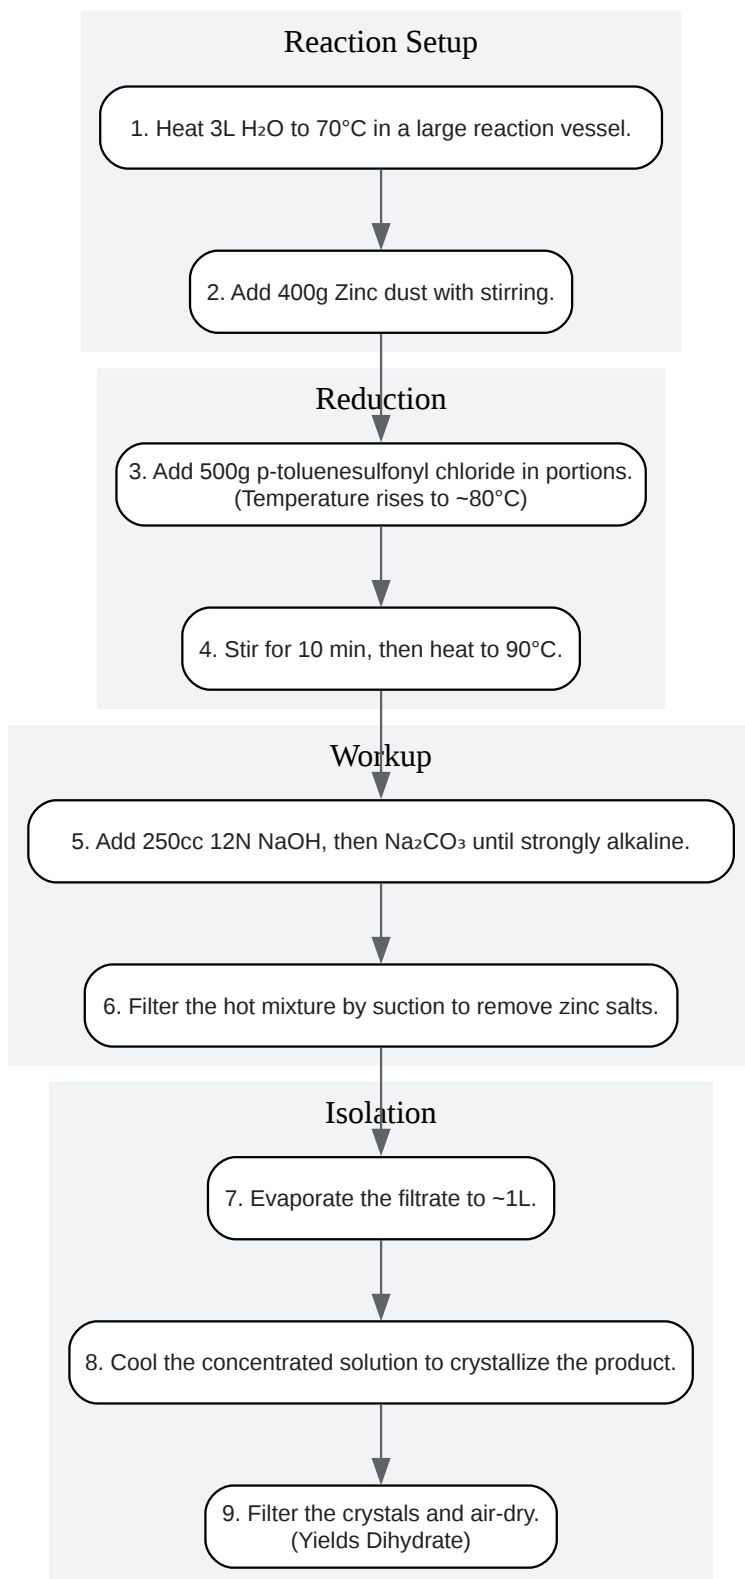 Reaction Setup
1. Heat 3L H₂O to 70°C in a large reaction vessel.
2. Add 400g Zinc dust with stirring.
Reduction
3. Add 500g p-toluenesulfonyl chloride in portions.
(Temperature rises to ~80°C)
4. Stir for 10 min, then heat to 90°C.
Workup
5. Add 250cc 12N NaOH, then Na₂CO₃ until strongly alkaline.
6. Filter the hot mixture by suction to remove zinc salts.
Isolation
7. Evaporate the filtrate to ~1L.
8. Cool the concentrated solution to crystallize the product.
9. Filter the crystals and air-dry.
(Yields Dihydrate)